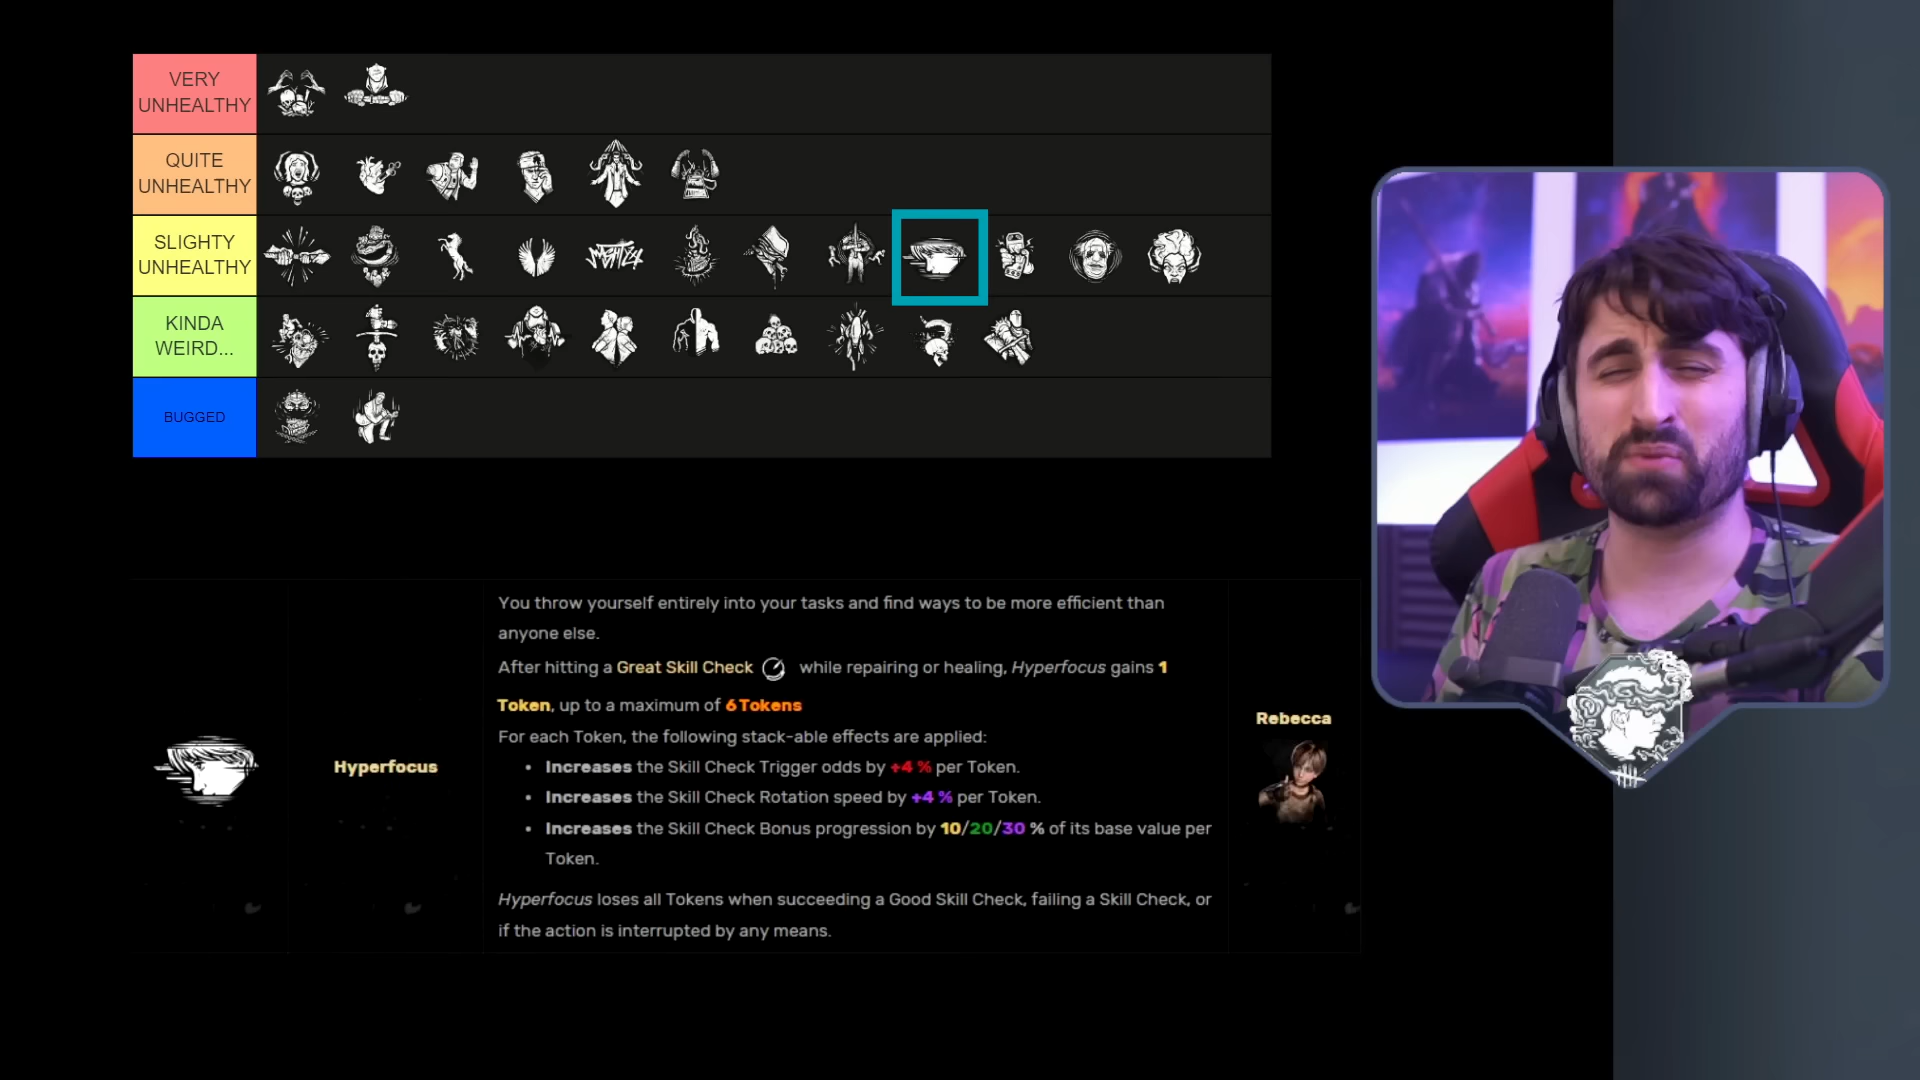 VERY
UNHEALTHY
QUITE
UNHEALTHY
SLIGHTY
UNHEALTHY
KINDA
WEIRD...
BUGGED
You throw yourself entirely into your tasks and find ways to be more efficient than
anyone else.
After hitting a Great Skill Check while repairing or healing, Hyperfocus gains 1
Token, up to a maximum of 6 Tokens
For each Token, the following stack-able effects are applied:
• Increases the Skill Check Trigger odds by +4 % per Token.
• Increases the Skill Check Rotation speed by +4 % per Token.
• Increases the Skill Check Bonus progression by 10/20/30 % of its base value per
Token.
Hyperfocus loses all Tokens when succeeding a Good Skill Check, failing a Skill Check, or
if the action is interrupted by any means.
Hyperfocus
Rebecca